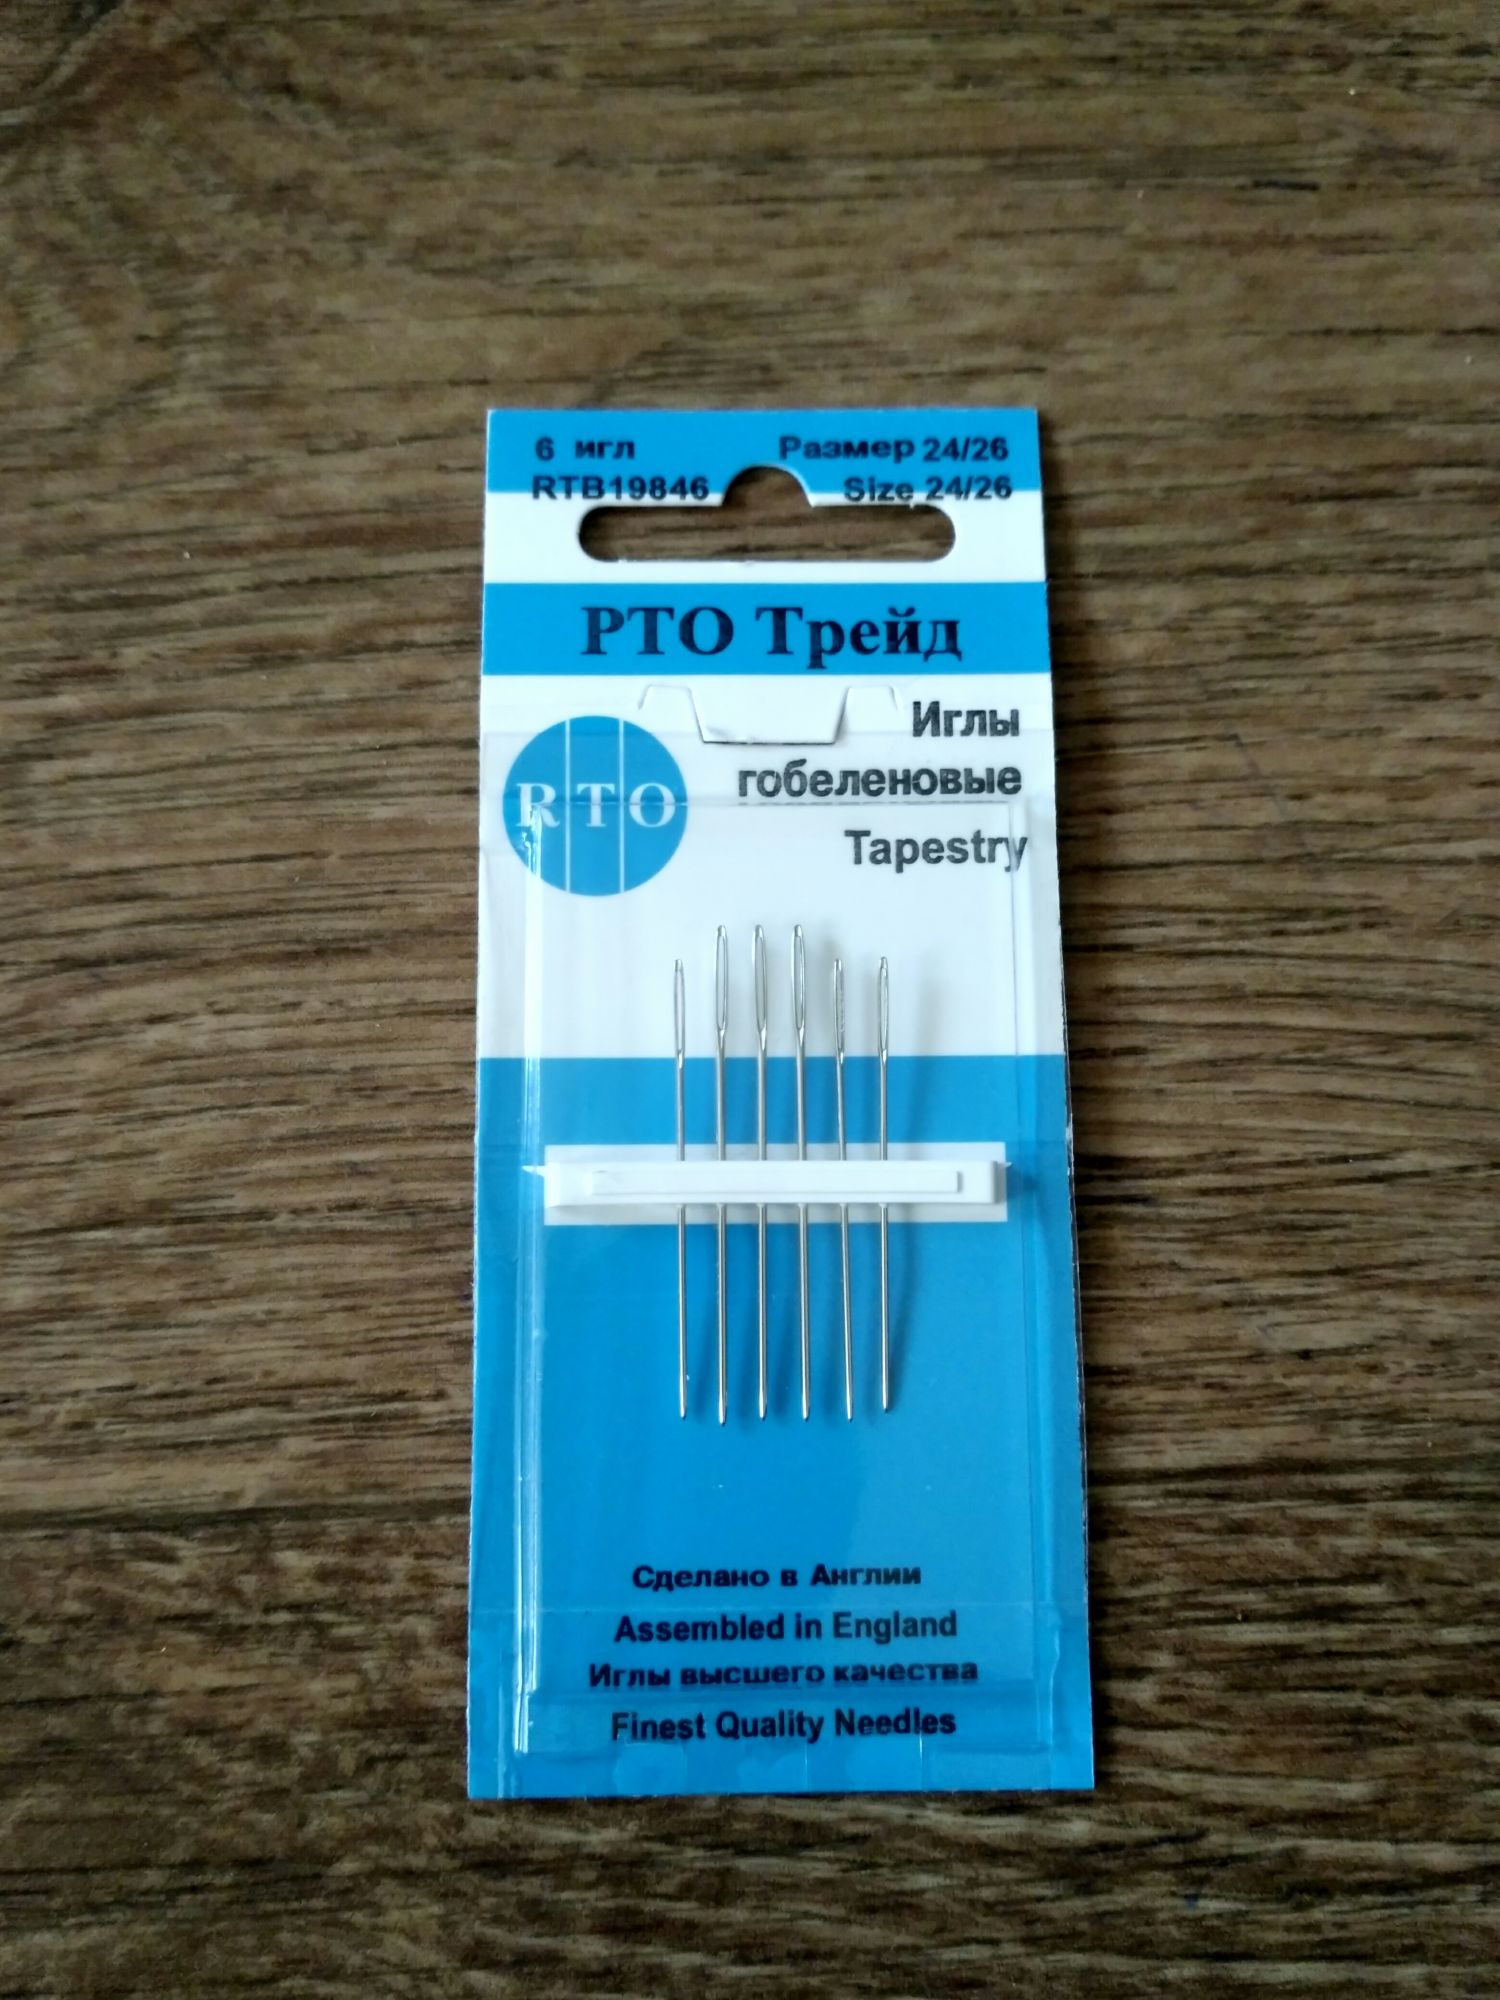 6 игл Размер 24/26
RTB19846 Size 24/26
РТО Трейд
Иглы
гобеленовые
RTO
Tapestry
Сделано в Англии
Assembled in England
Иглы высшего качества
Finest Quality Needles